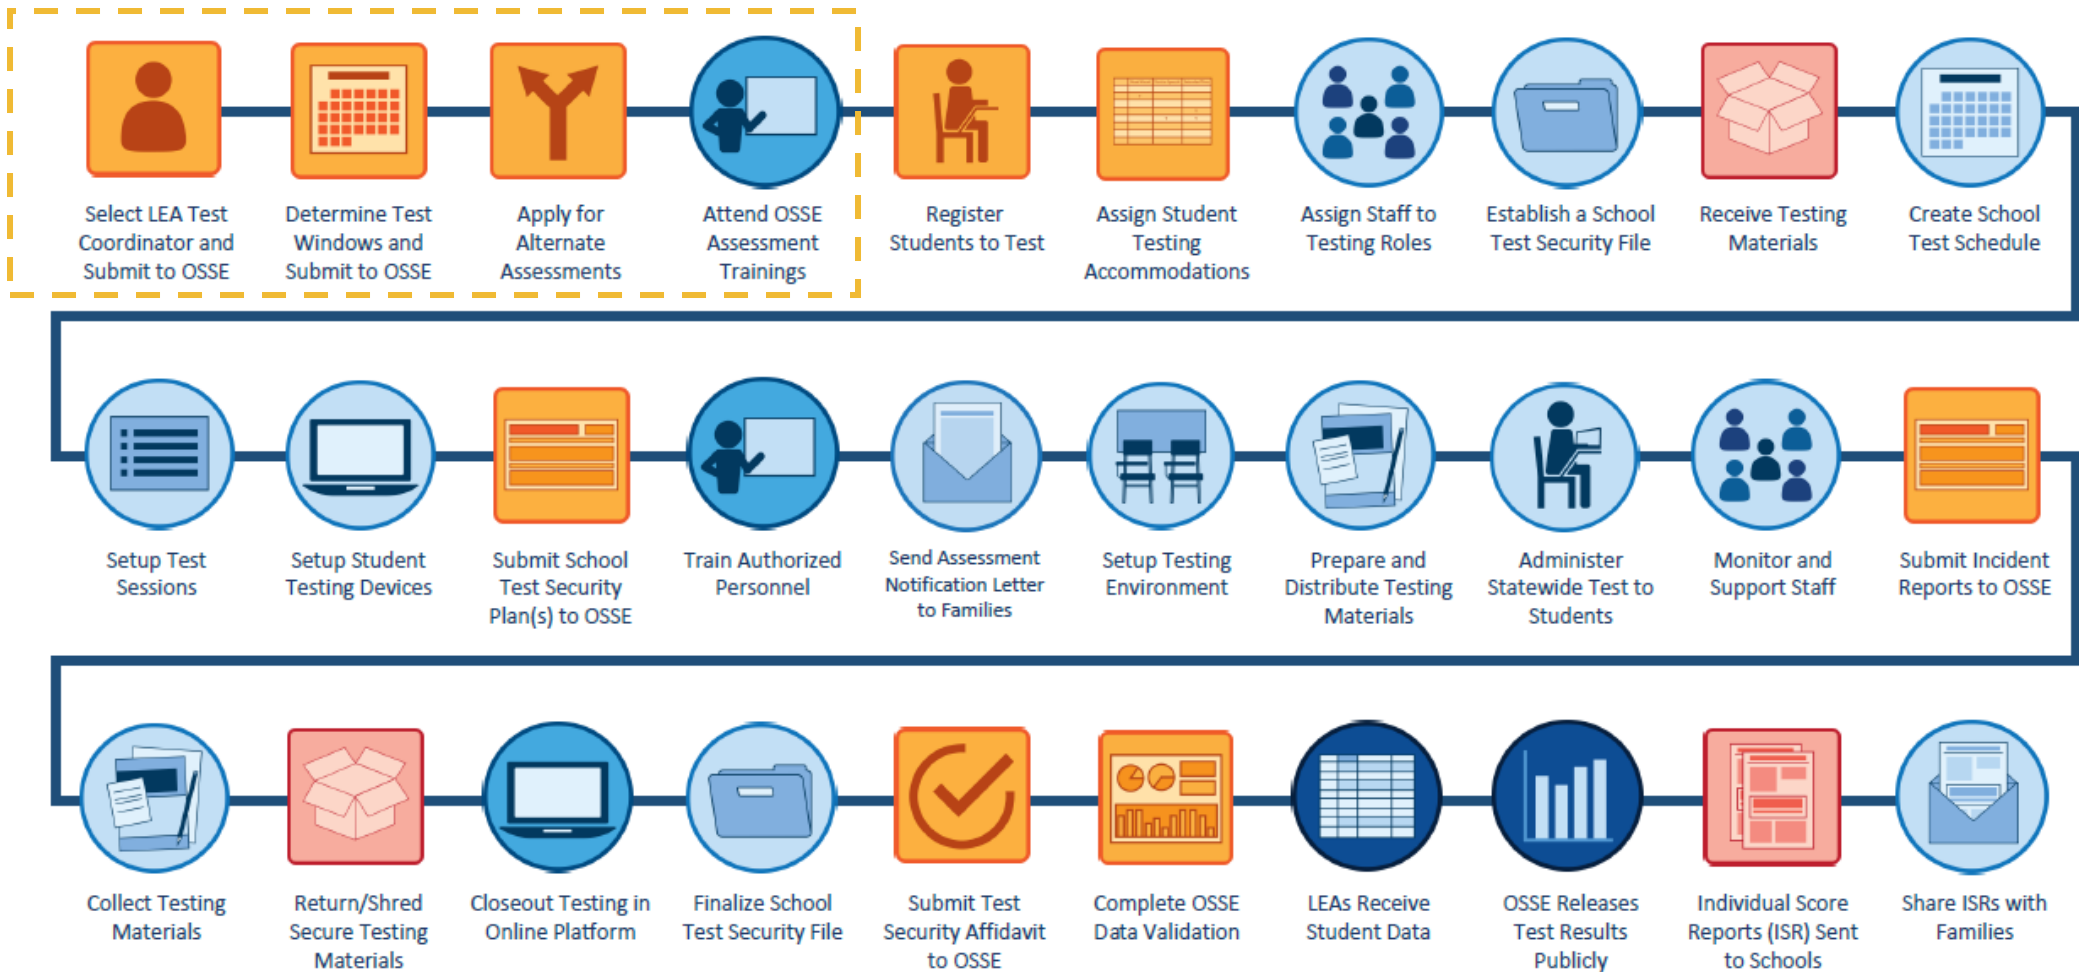 Select LEA Test
Coordinator and
Submit to OSSE
Determine Test
Windows and
Submit to OSSE
Apply for
Alternate
Assessments
Attend OSSE
Assessment
Trainings
Register
Students to Test
Assign Student
Testing
Accommodations
Assign Staff to
Testing Roles
Establish a School
Test Security File
Receive Testing
Materials
Create School
Test Schedule
Setup Test
Sessions
Setup Student
Testing Devices
Submit School
Test Security
Plan(s) to OSSE
Train Authorized
Personnel
Send Assessment
Notification Letter
to Families
Setup Testing
Environment
Prepare and
Distribute Testing
Materials
Administer
Statewide Test to
Students
Monitor and
Support Staff
Submit Incident
Reports to OSSE
Collect Testing
Materials
Return/Shred
Secure Testing
Materials
Closeout Testing in
Online Platform
Finalize School
Test Security File
Submit Test
Security Affidavit
to OSSE
Complete OSSE
Data Validation
LEAs Receive
Student Data
OSSE Releases
Test Results
Publicly
Individual Score
Reports (ISR) Sent
to Schools
Share ISRs with
Families